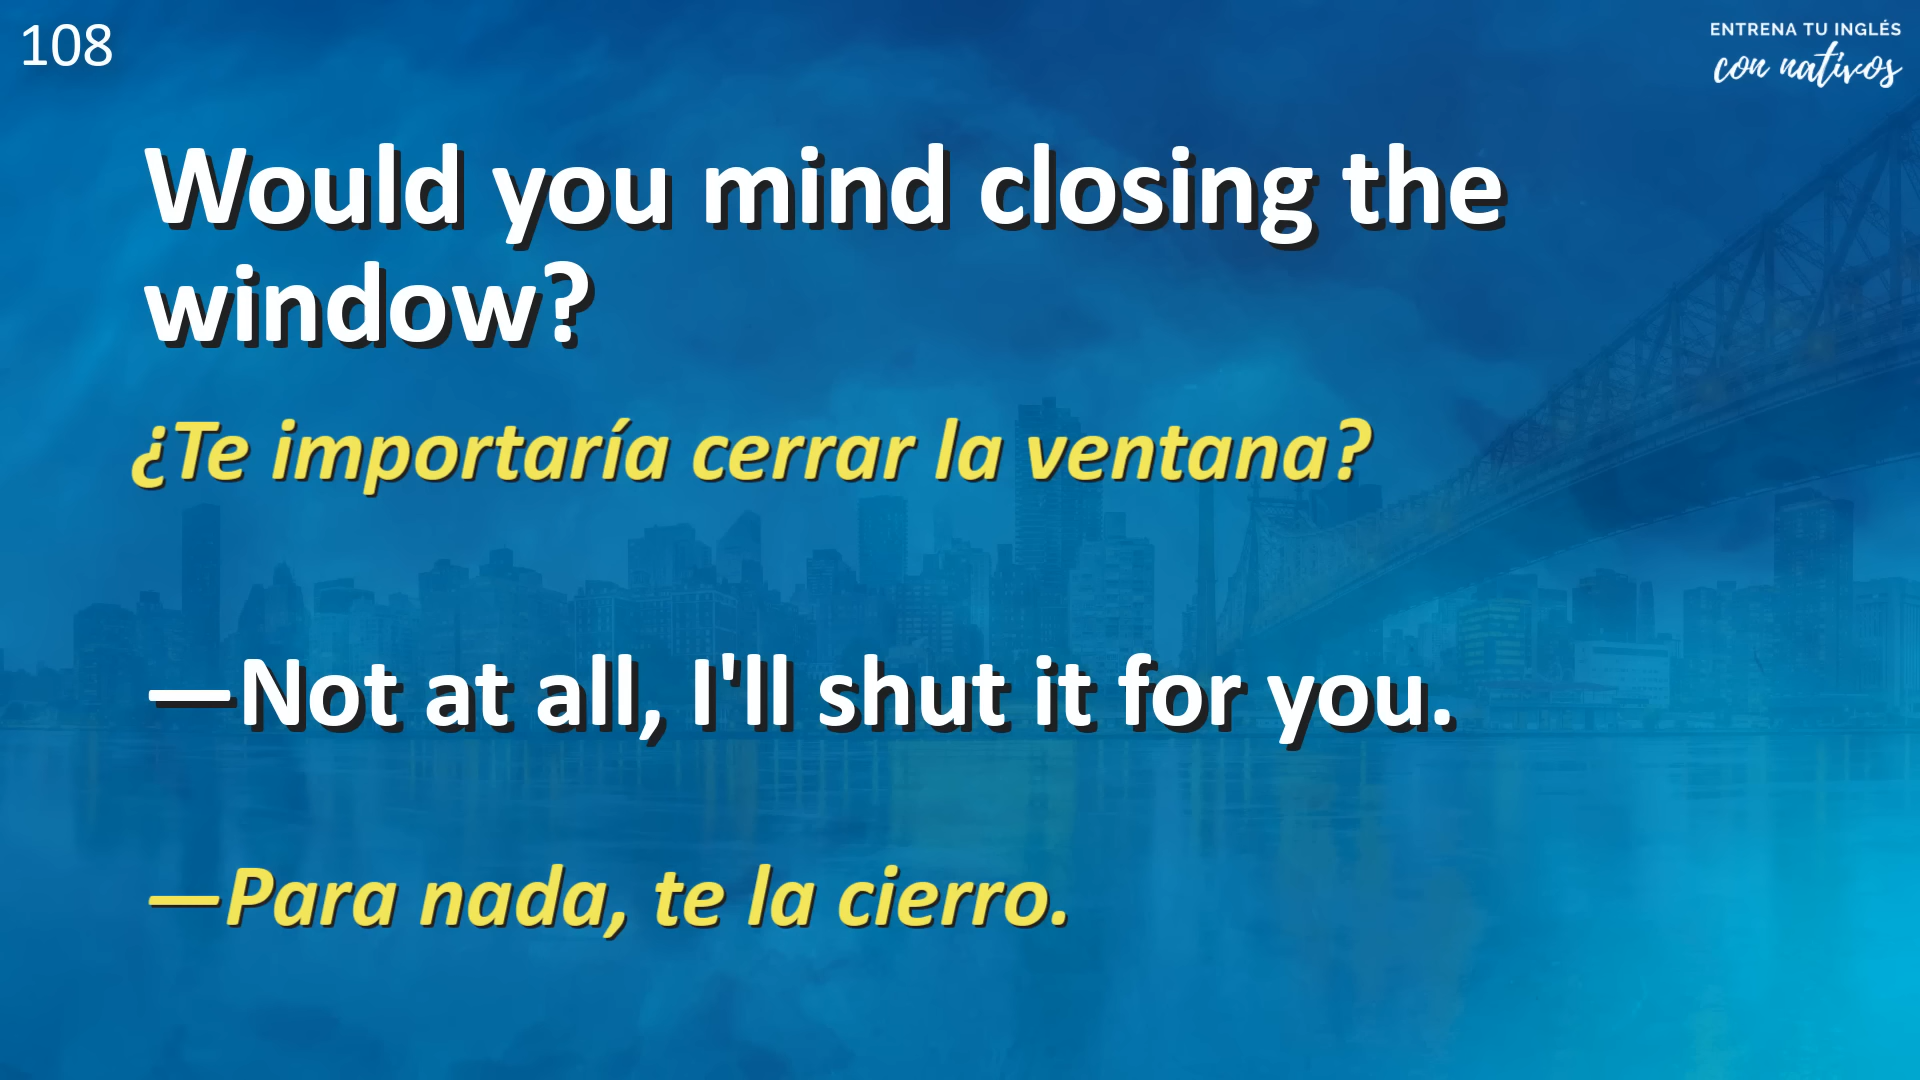 108
ENTRENA TU INGLÉS
con nativos
Would you mind closing the
window?
¿Te importaría cerrar la ventana?
—Not at all, I'll shut it for you.
—Para nada, te la cierro.